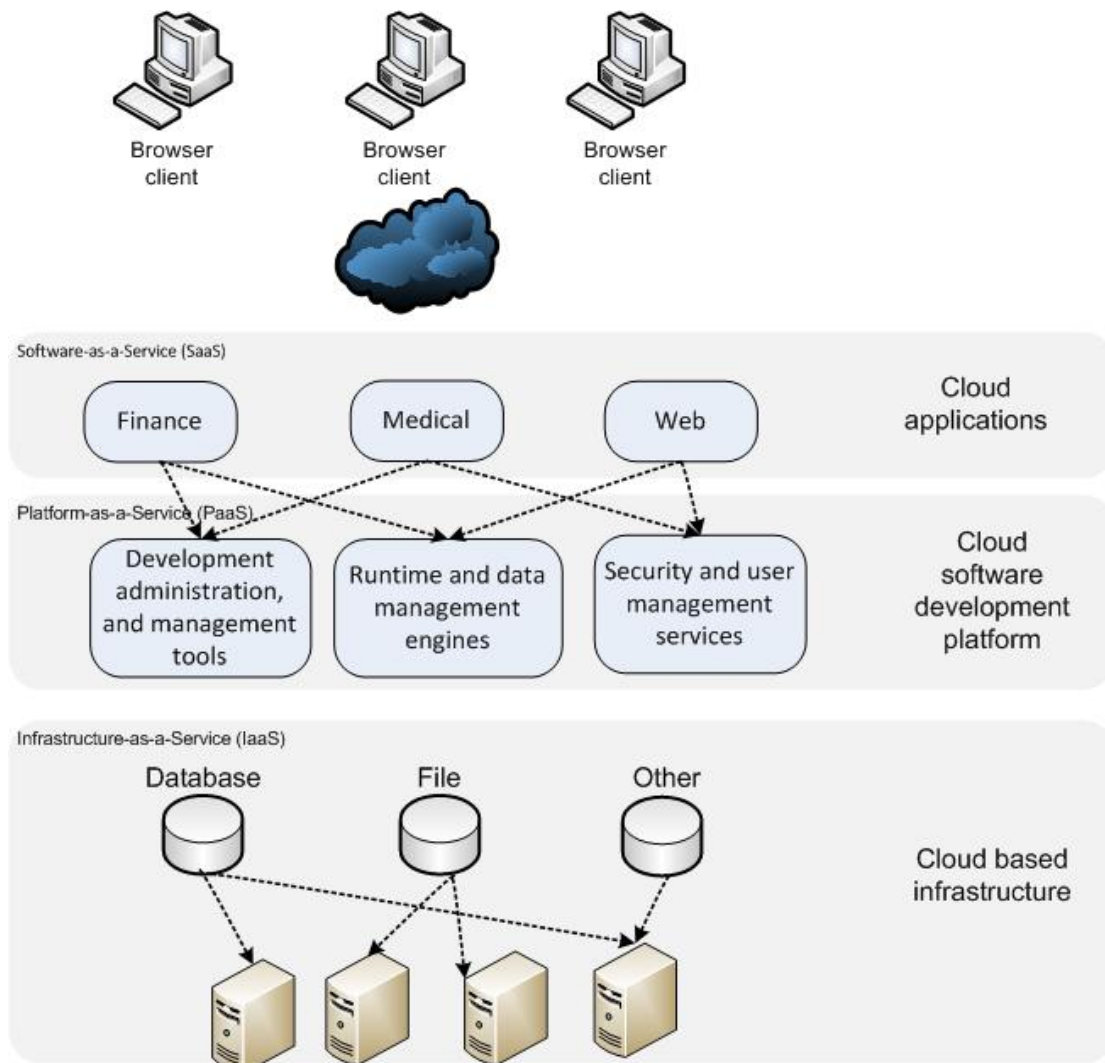 Browser
client
Browser
client
Browser
client
Software-as-a-Service (SaaS)
Finance
Medical
Web
Cloud
applications
Platform-as-a-Service (PaaS)
Development
administration,
and management
tools
Runtime and data
management
engines
Security and user
management
services
Cloud
software
development
platform
Infrastructure-as-a-Service (IaaS)
Database
File
Other
Cloud based
infrastructure